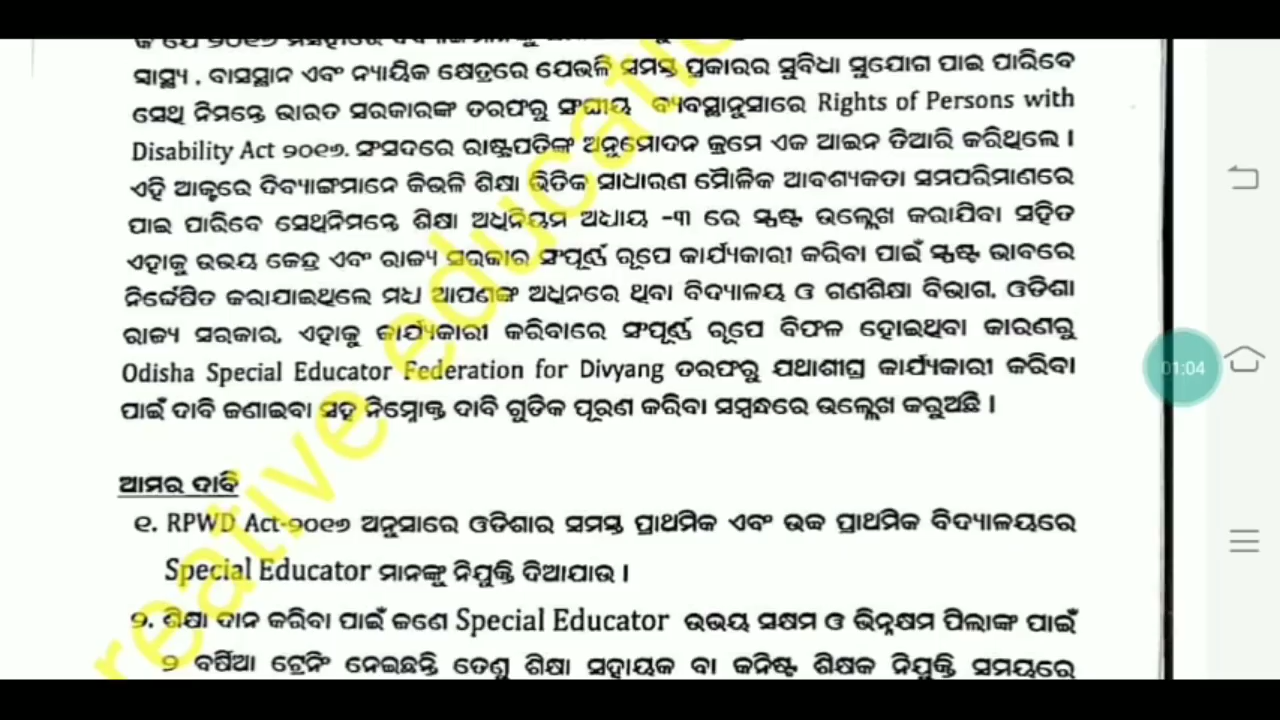 ସ୍ୱାସ୍ଥ୍ୟ , ବାସସ୍ଥାନ ଏବଂ ନ୍ୟାୟିକ କ୍ଷେତ୍ରରେ ଯେଭଳି ସମସ୍ତ ପ୍ରକାରର ସୁବିଧା ସୁଯୋଗ ପାଇ ପାରିବେ
ସେଥି ନିମନ୍ତେ ଭାରତ ସରକାରଙ୍କ ତରଫରୁ ସଂଘୀୟ ବ୍ୟବସ୍ଥାନୁସାରେ Rights of Persons with
Disability Act ୨୦୧୬. ସଂସଦରେ ରାଷ୍ଟ୍ରପତିଙ୍କ ଅନୁମୋଦନ କ୍ରମେ ଏକ ଆଇନ ତିଆରି କରିଥିଲେ ।
ଏହି ଆକ୍ଟରେ ଦିବ୍ୟାଙ୍ଗମାନେ କିଭଳି ଶିକ୍ଷା ଭିତିକ ସାଧାରଣ ମୌଳିକ ଆବଶ୍ୟକତା ସମପରିମାଣରେ
ପାଇ ପାରିବେ ସେଥିନିମନ୍ତେ ଶିକ୍ଷା ଅଧିନିୟମ ଅଧ୍ୟାୟ -୩ ରେ ସ୍ପଷ୍ଟ ଉଲ୍ଲେଖ କରାଯିବା ସହିତ
ଏହାକୁ ଉଭୟ କେନ୍ଦ୍ର ଏବଂ ରାଜ୍ୟ ସରକାର ସଂପୂର୍ଣ୍ଣ ରୂପେ କାର୍ଯ୍ୟକାରୀ କରିବା ପାଇଁ ସ୍ପଷ୍ଟ ଭାବରେ
ନିର୍ଦ୍ଦେଷିତ କରାଯାଇଥିଲେ ମଧ୍ୟ ଆପଣଙ୍କ ଅଧିନରେ ଥିବା ବିଦ୍ୟାଳୟ ଓ ଗଣଶିକ୍ଷା ବିଭାଗ, ଓଡିଶା
ରାଜ୍ୟ ସରକାର, ଏହାକୁ କାର୍ଯ୍ୟକାରୀ କରିବାରେ ସଂପୂର୍ଣ୍ଣ ରୂପେ ବିଫଳ ହୋଇଥିବା କାରଣରୁ
Odisha Special Educator Federation for Divyang ତରଫରୁ ଯଥାଶୀଘ୍ର କାର୍ଯ୍ୟକାରୀ କରିବା
ପାଇଁ ଦାବି ଜଣାଇବା ସହ ନିମ୍ନୋକ୍ତ ଦାବି ଗୁଡିକ ପୂରଣ କରିବା ସମ୍ବନ୍ଧରେ ଉଲ୍ଲେଖ କରୁଅଛି ।
ଆମର ଦାବି
୧. RPWD Act-୨୦୧୬ ଅନୁସାରେ ଓଡିଶାର ସମସ୍ତ ପ୍ରାଥମିକ ଏବଂ ଉଚ୍ଚ ପ୍ରାଥମିକ ବିଦ୍ୟାଳୟରେ
Special Educator ମାନଙ୍କୁ ନିଯୁକ୍ତି ଦିଆଯାଉ ।
୨. ଶିକ୍ଷା ଦାନ କରିବା ପାଇଁ ଜଣେ Special Educator ଉଭୟ ସକ୍ଷମ ଓ ଭିନ୍ନକ୍ଷମ ପିଲାଙ୍କ ପାଇଁ
୨ ବର୍ଷିଆ ଟ୍ରେନିଂ ନେଇଛନ୍ତି ତେଣୁ ଶିକ୍ଷା ସହାୟକ ବା କନିଷ୍ଟ ଶିକ୍ଷକ ନିଯୁକ୍ତି ସମୟରେ
reative educatio
01:04